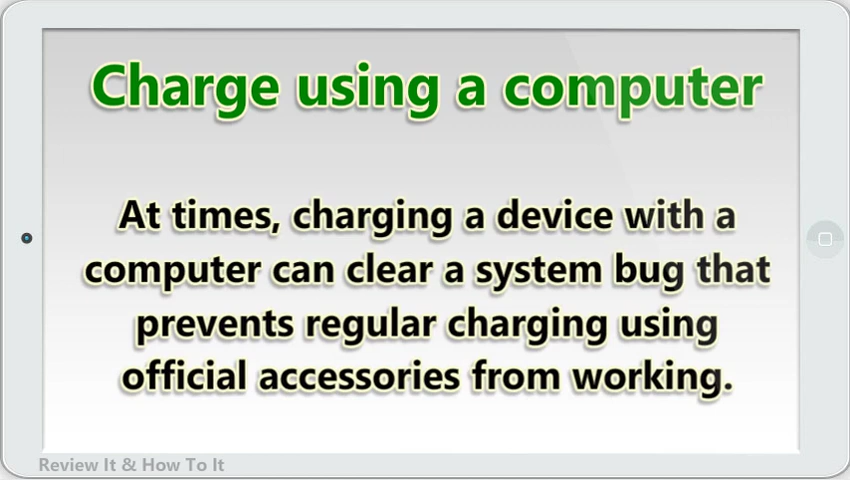 Charge using a computer
At times, charging a device with a
computer can clear a system bug that
prevents regular charging using
official accessories from working.
Review It & How To It